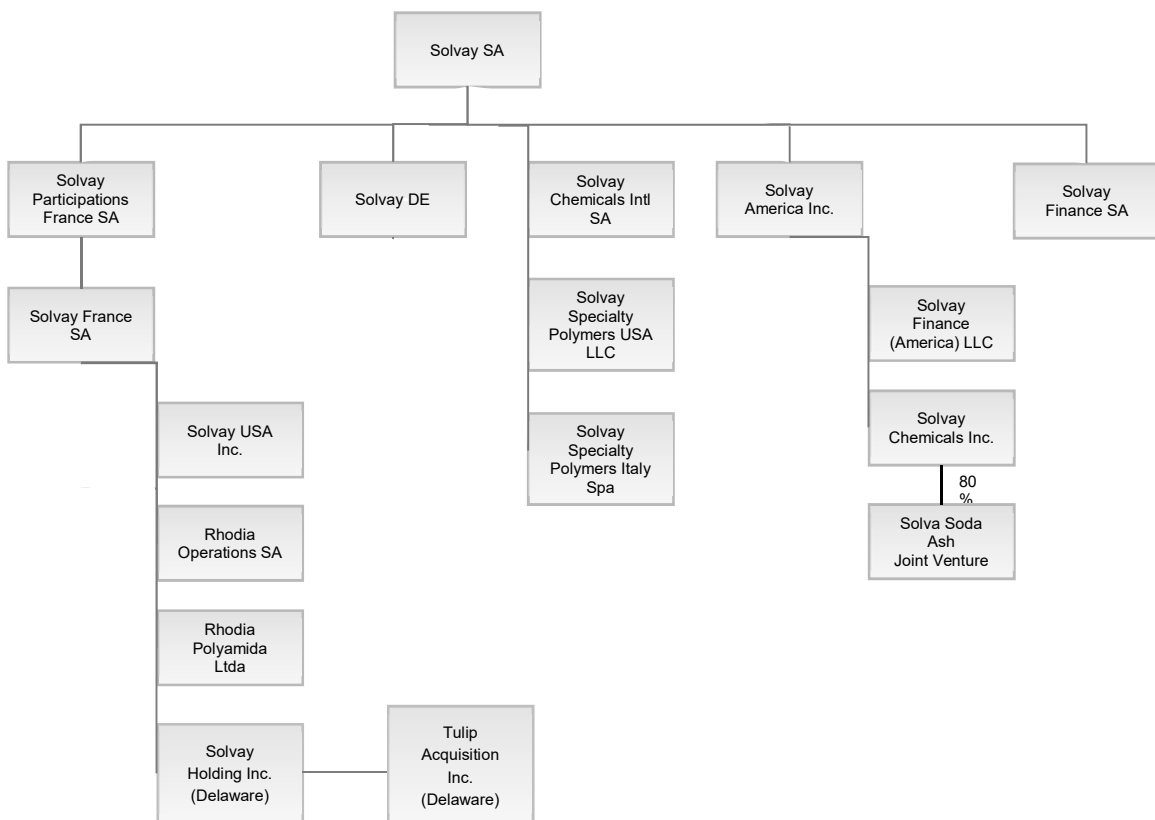 Solvay SA
Solvay
Participations
France SA
Solvay DE
Solvay
Chemicals Intl
SA
Solvay
America Inc.
Solvay
Finance SA
Solvay France
SA
Solvay
Specialty
Polymers USA
LLC
Solvay
Finance
(America) LLC
Solvay USA
Inc.
Solvay
Specialty
Polymers Italy
Spa
Solvay
Chemicals Inc.
80
%
Rhodia
Operations SA
Solva Soda
Ash
Joint Venture
Rhodia
Polyamida
Ltda
Solvay
Holding Inc.
(Delaware)
Tulip
Acquisition
Inc.
(Delaware)